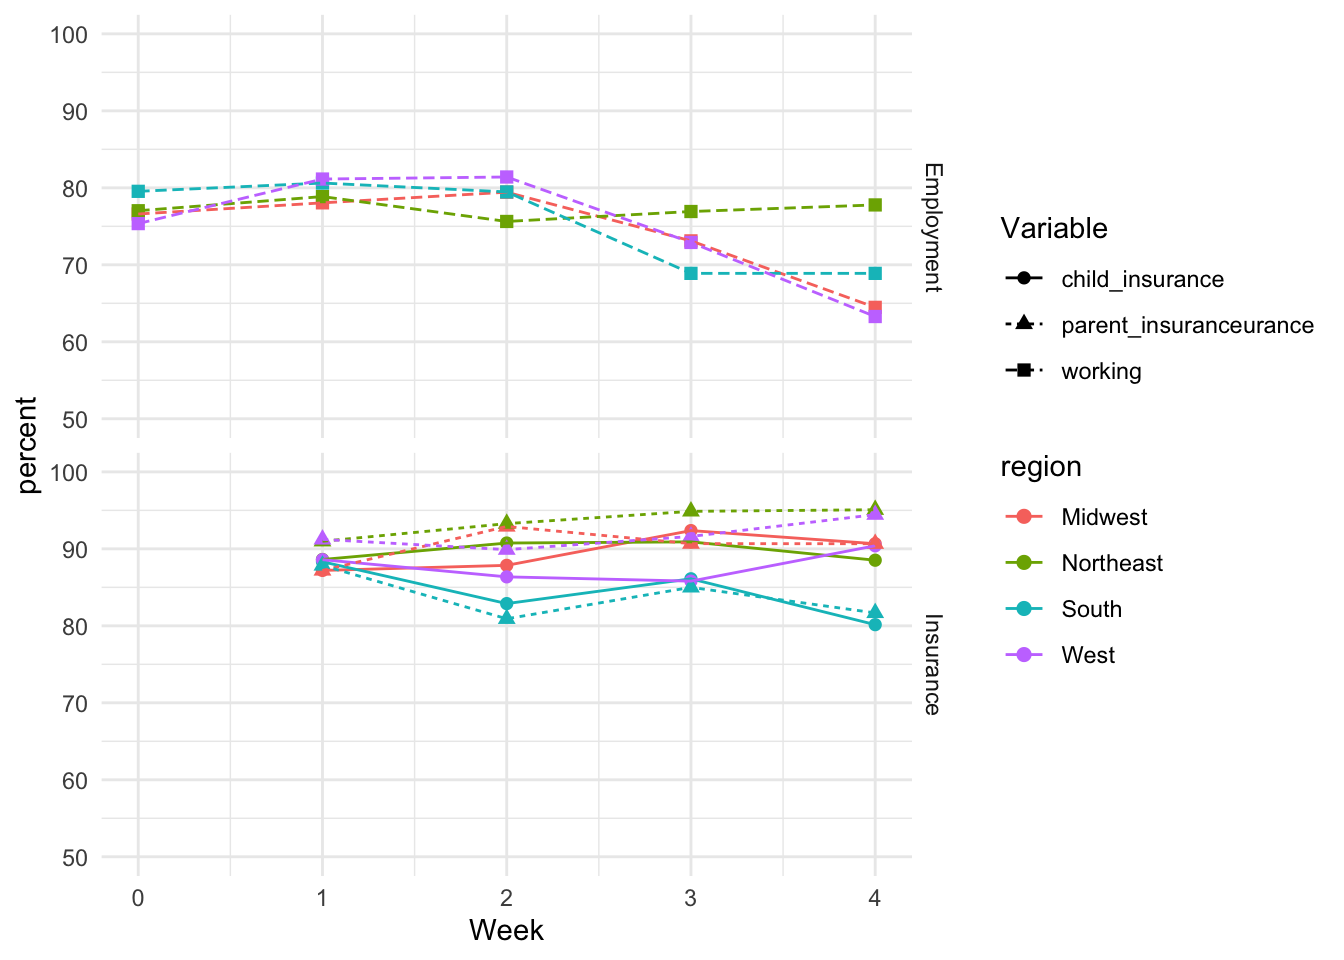 percent
100
90
80
70
60
50
Employment
100
90
80
70
60
50
Insurance
0 1 2 3 4
Week
Variable
child_insurance
parent_insuranceurance
working
region
Midwest
Northeast
South
West